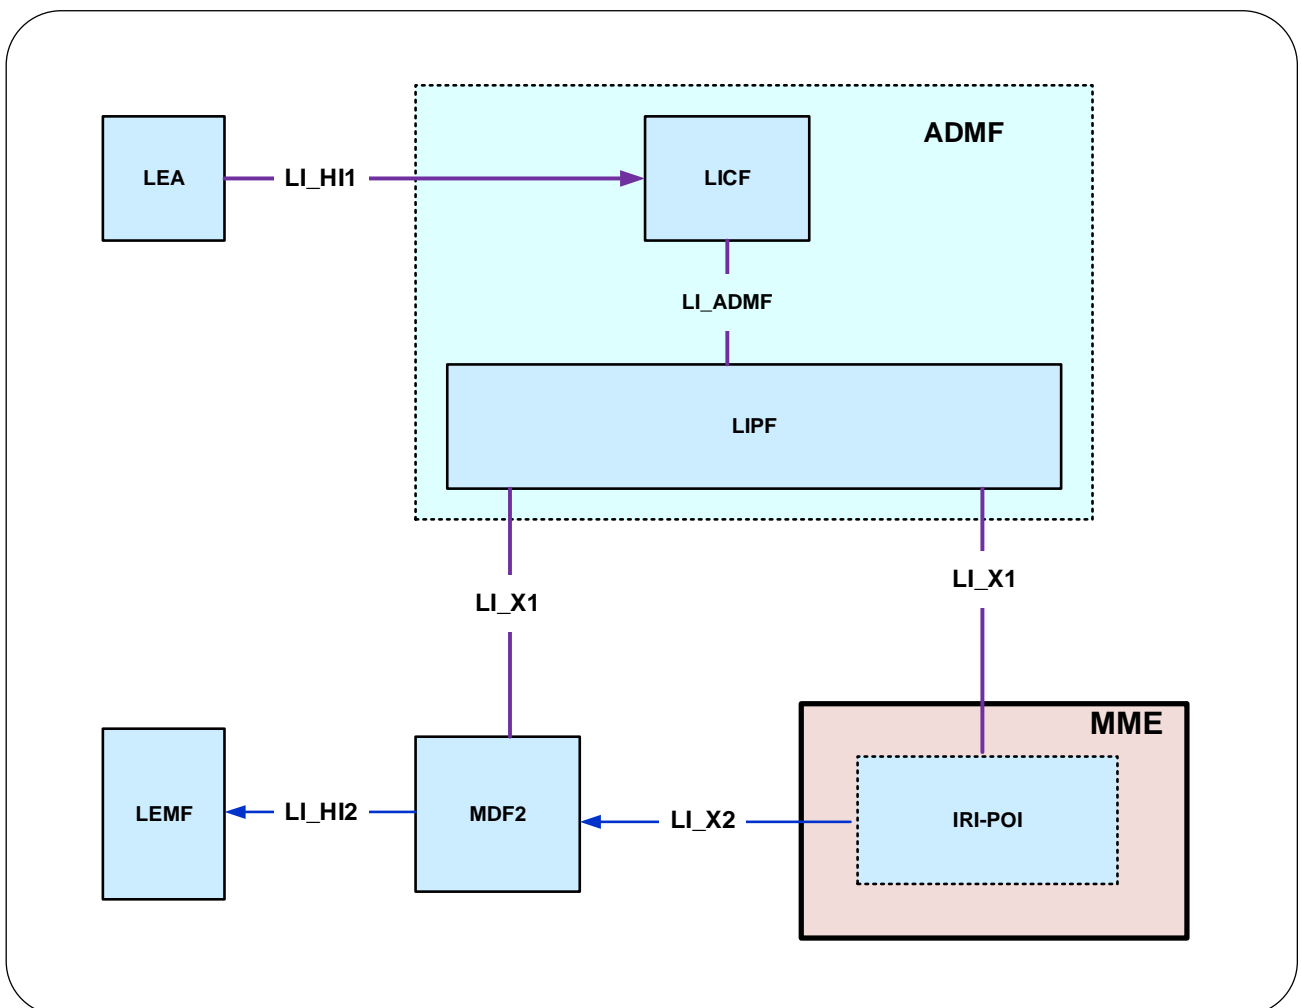 ADMF
LEA
LI_HI1
LICF
LI_ADMF
LIPF
LI_X1
LI_X1
MME
LEMF
LI_HI2
MDF2
LI_X2
IRI-POI